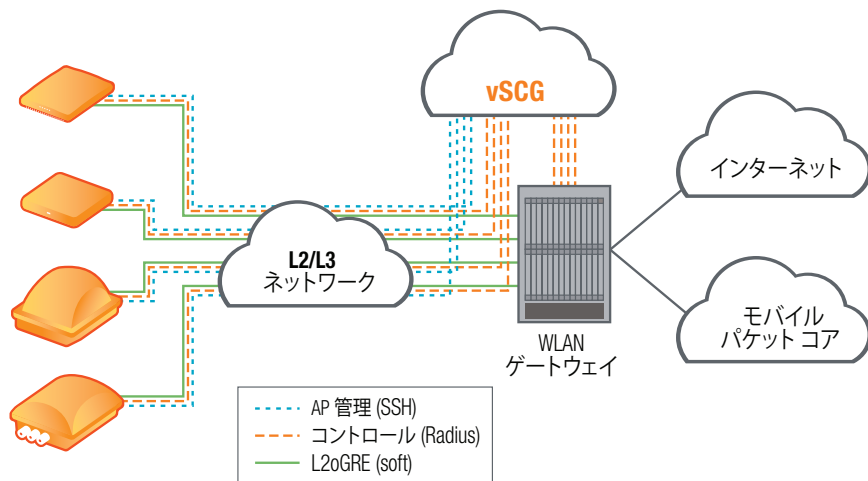 vSCG
インターネット
L2/L3
ネットワーク
WLAN
ゲートウェイ
モバイル
パケット コア
AP 管理 (SSH)
コントロール (Radius)
L2oGRE (soft)